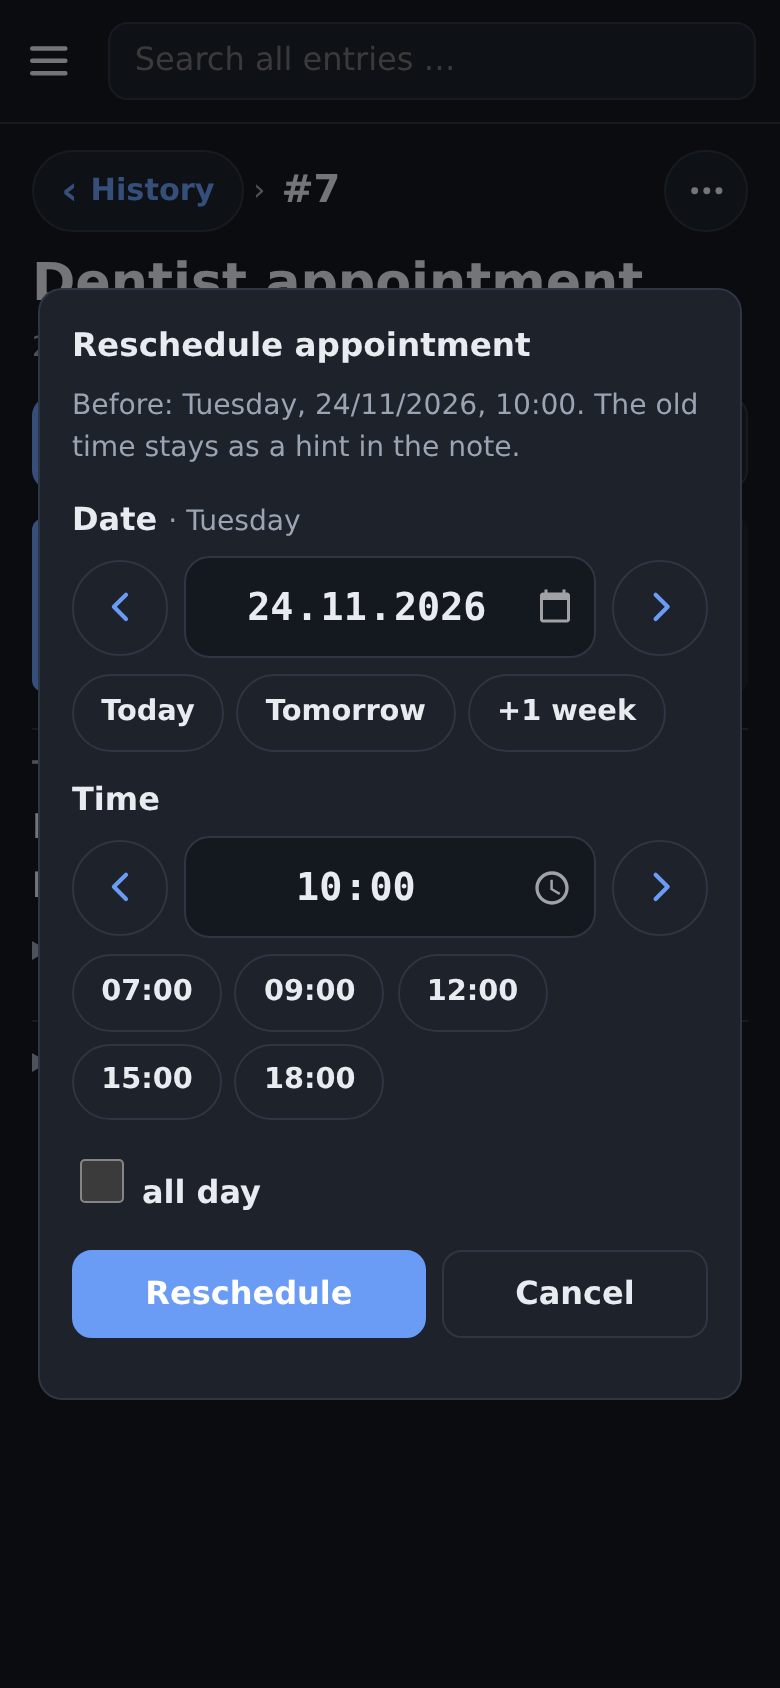 Search all entries ...
‹ History › #7 •••
Dentist appointment
Reschedule appointment
Before: Tuesday, 24/11/2026, 10:00. The old
time stays as a hint in the note.
Date · Tuesday
24.11.2026
Today Tomorrow +1 week
Time
10:00
07:00 09:00 12:00
15:00 18:00
all day
Reschedule Cancel